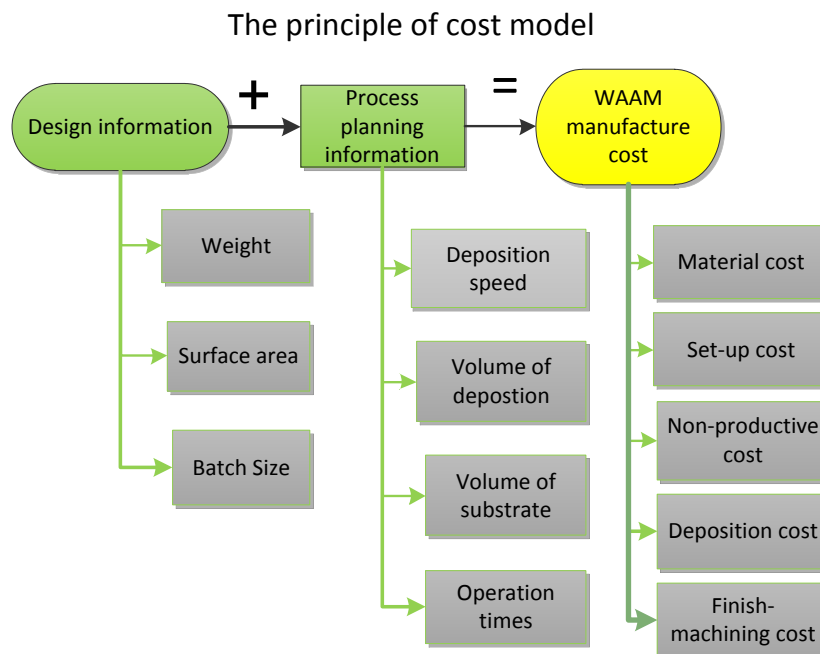 The principle of cost model
+
=
Design information
Process
planning
information
WAAM
manufacture
cost
Weight
Surface area
Batch Size
Deposition
speed
Volume of
depostion
Volume of
substrate
Operation
times
Material cost
Set-up cost
Non-productive
cost
Deposition cost
Finish-
machining cost